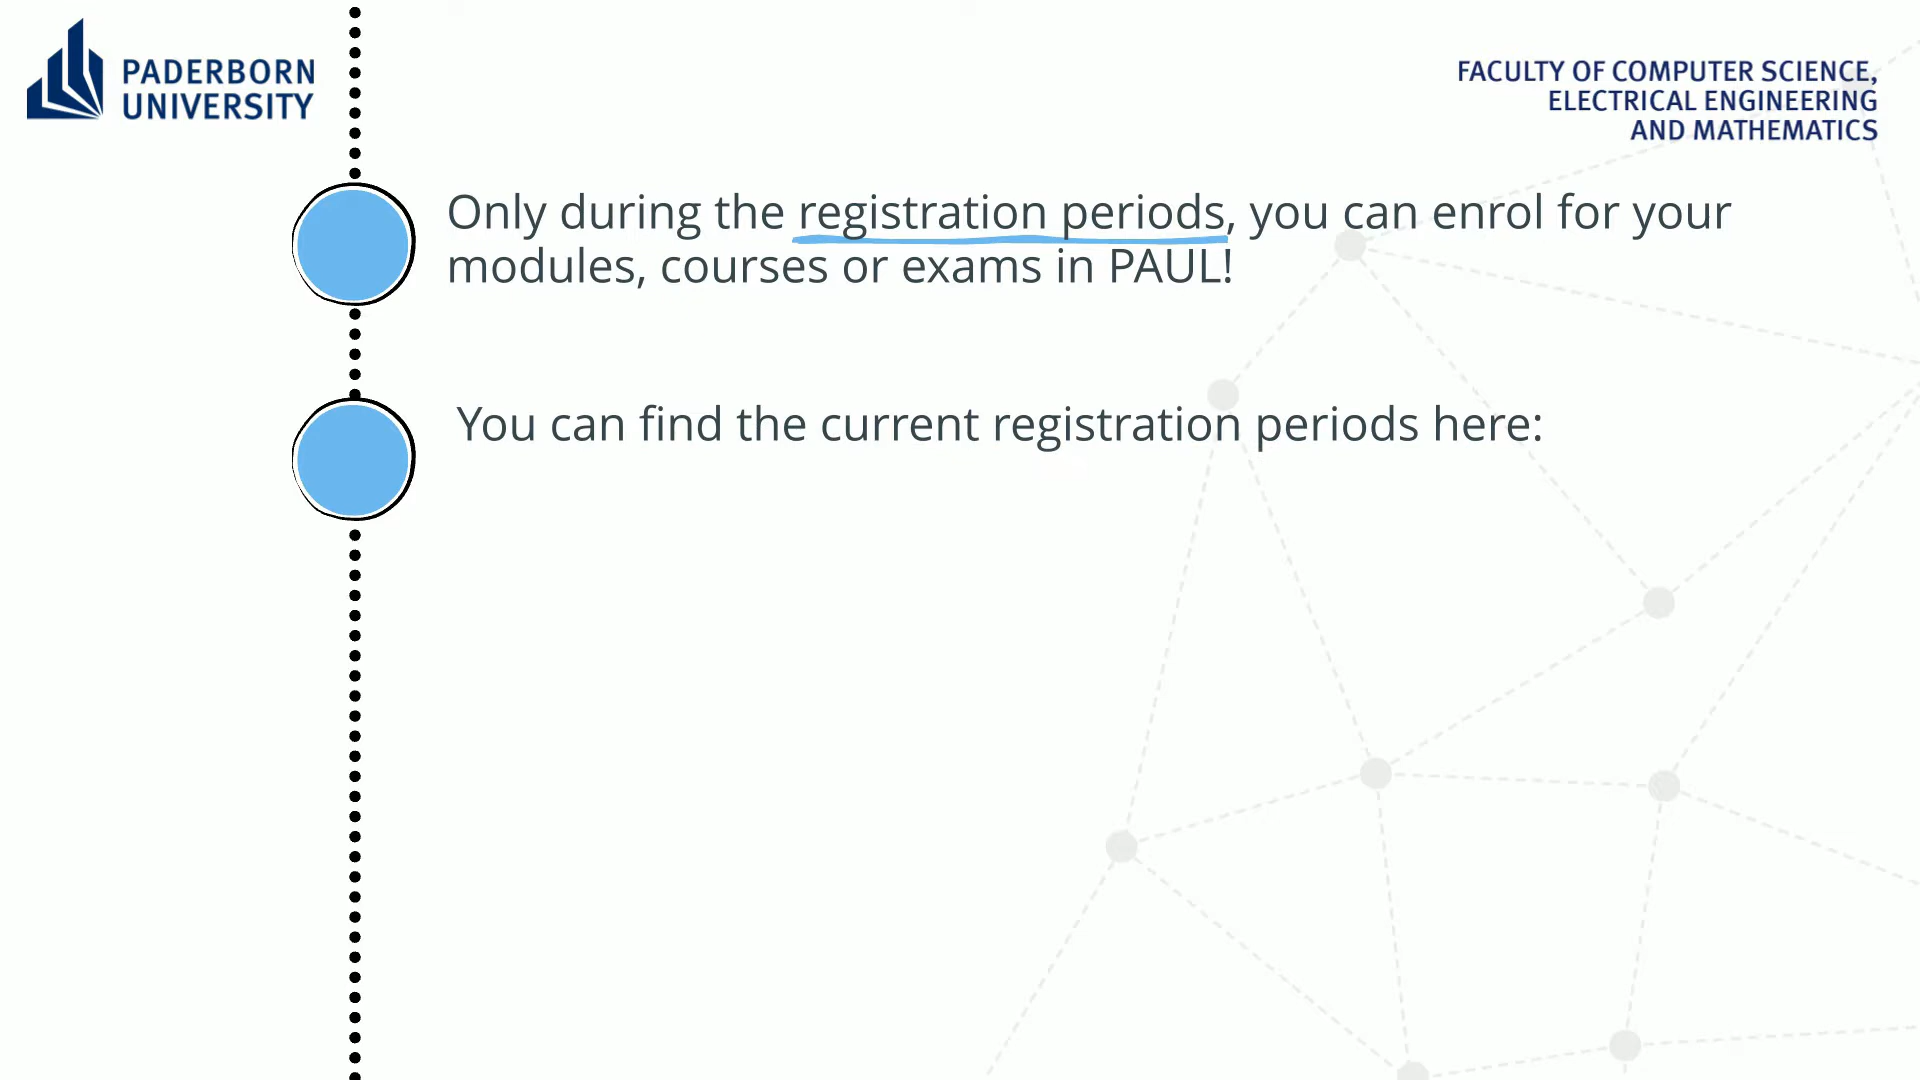 PADERBORN
UNIVERSITY
FACULTY OF COMPUTER SCIENCE,
ELECTRICAL ENGINEERING
AND MATHEMATICS
Only during the registration periods, you can enrol for your
modules, courses or exams in PAUL!
You can find the current registration periods here: